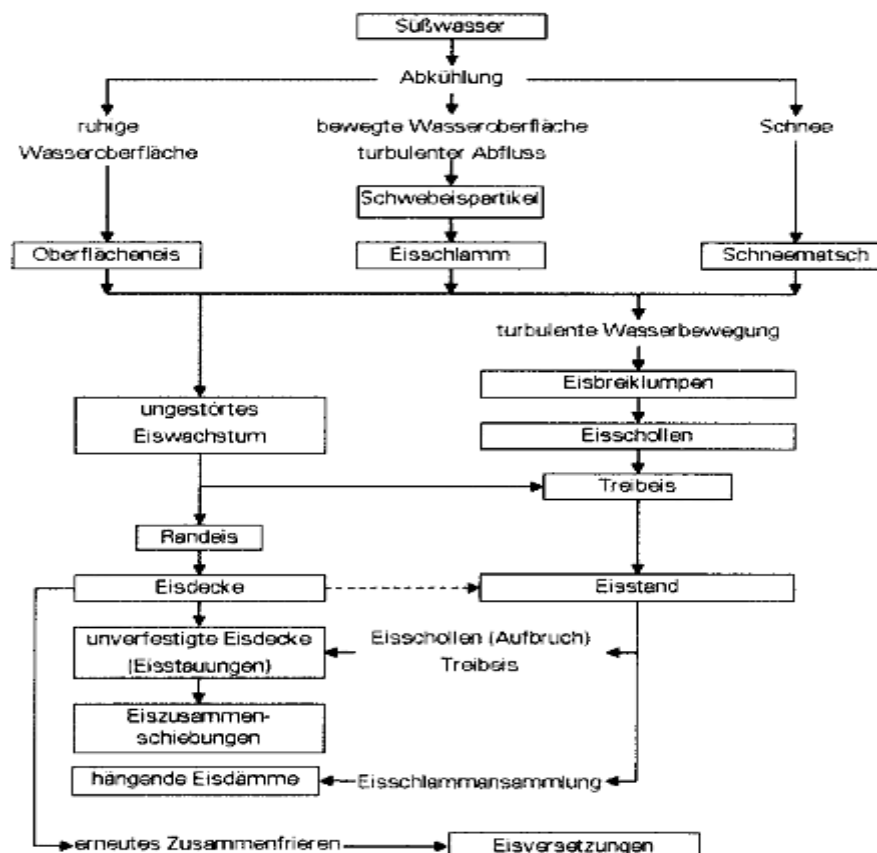 Süßwasser
Abkühlung
ruhige
Wasseroberfläche
bewegte Wasseroberfläche
turbulenter Abfluss
Schnee
Schwebeispartikel
Oberflächeneis
Eisschlamm
Schneematsch
turbulente Wasserbewegung
Eisbreiklumpen
ungestörtes
Eiswachstum
Eisschollen
Treibeis
Randeis
Eisdecke
Eisstand
unverfestigte Eisdecke
(Eisstauungen)
Eisschollen (Aufbruch)
Treibeis
Eiszusammen-
schiebungen
hängende Eisdämme
Eisschlammansammlung
erneutes Zusammenfrieren
Eisversetzungen